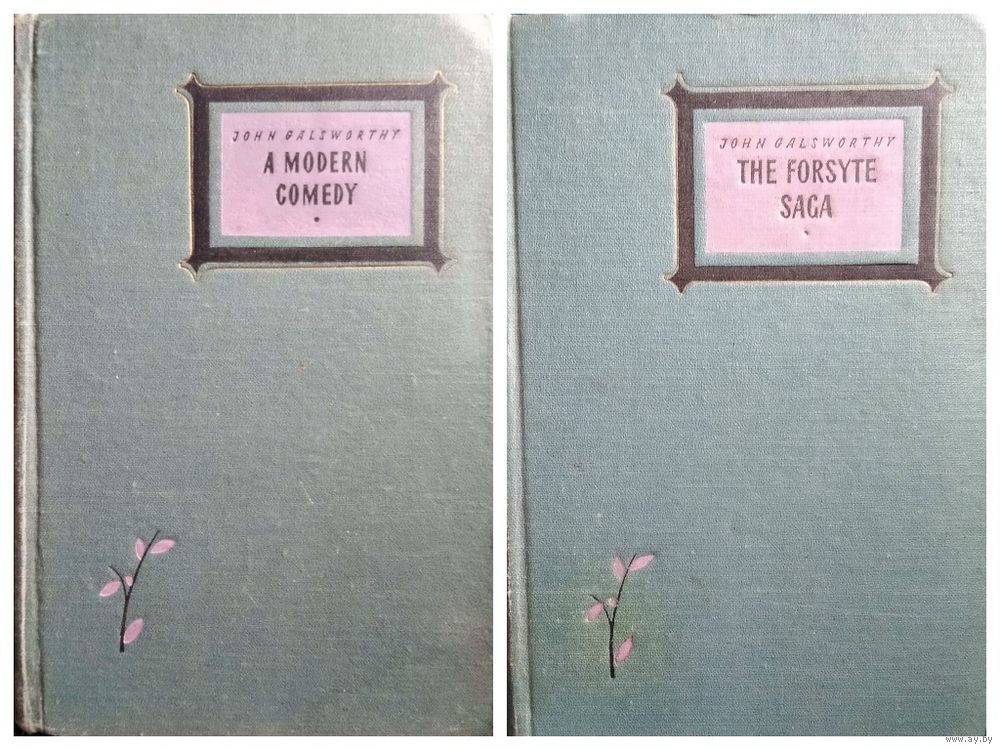 JOHN GALSWORTHY
A MODERN
COMEDY
JOHN GALSWORTHY
THE FORSYTE
SAGA
www.ay.by